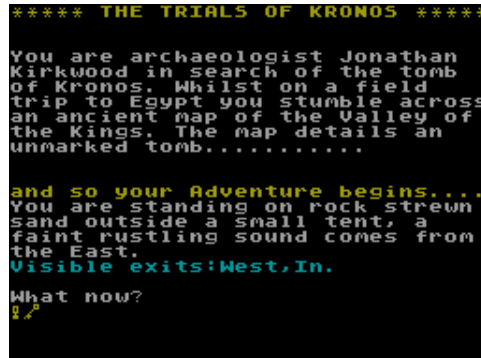 ***** THE TRIALS OF KRONOS *****
You are archaeologist Jonathan
Kirkwood in search of the tomb
of Kronos. Whilst on a field
trip to Egypt you stumble across
an ancient map of the Valley of
the Kings. The map details an
unmarked tomb...........
and so your Adventure begins....
You are standing on rock strewn
sand outside a small tent, a
faint rustling sound comes from
the East.
Visible exits:West,In.
What now?